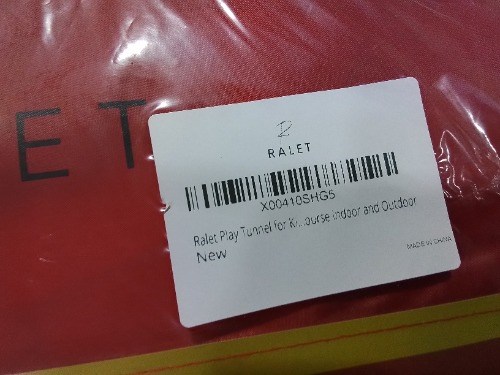 ET
RALET
X00410SHG5
Ralet Play Tunnel for Ki...ourse Indoor and Outdoor
New
MADE IN CHINA